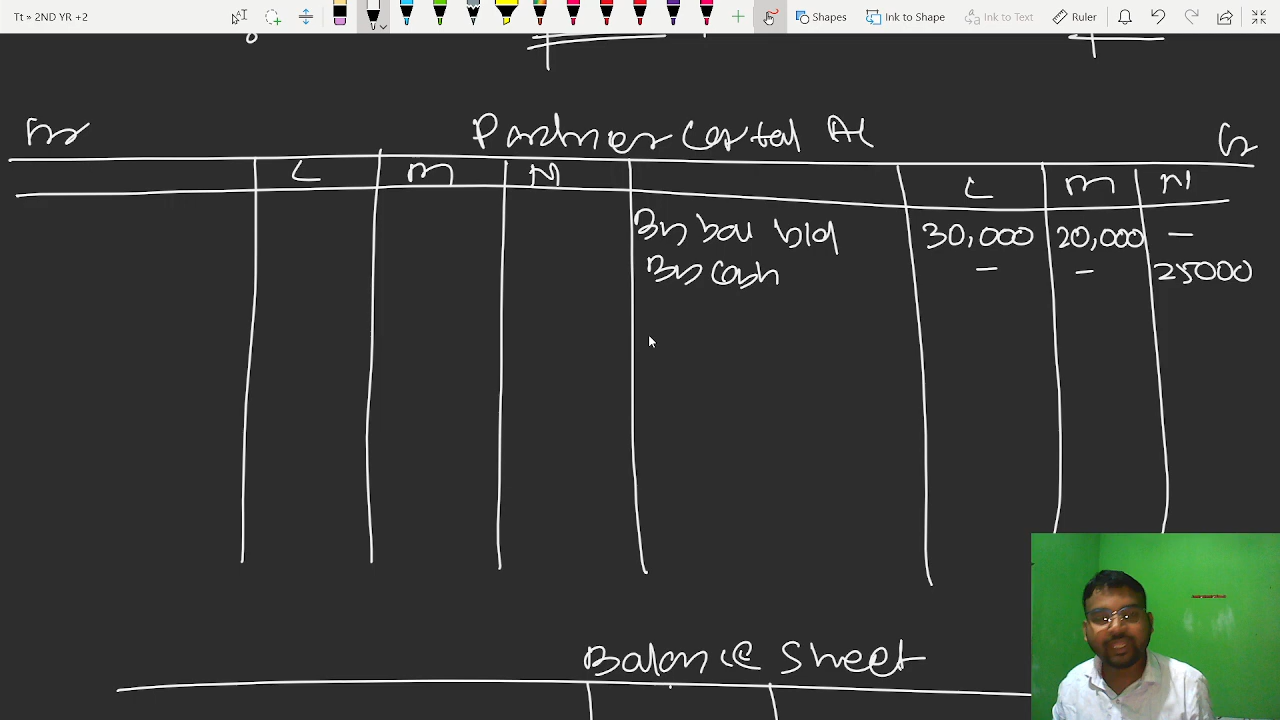 Tt » 2ND YR +2
Shapes Ink to Shape Ink to Text Ruler
Dr Partner Capital A/c Cr
L M N L M N
By bal b/d 30,000 20,000 —
By cash — — 25000
Balance Sheet